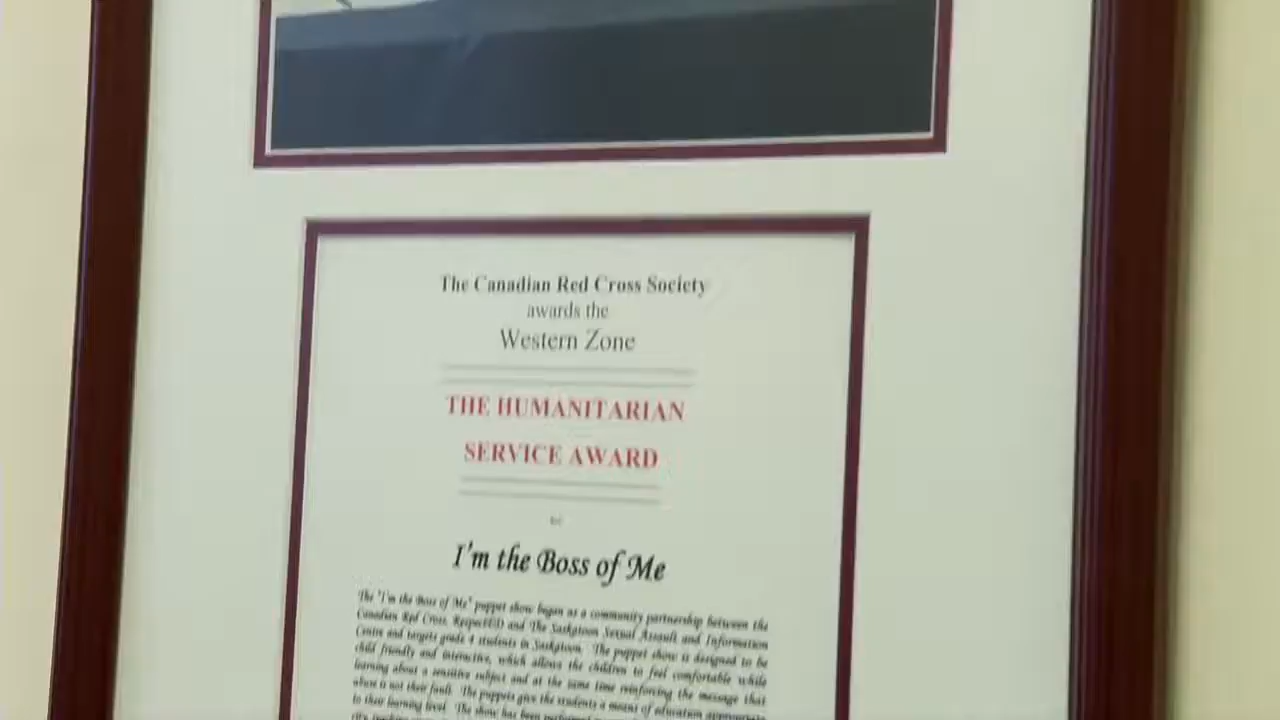 The Canadian Red Cross Society
awards the
Western Zone
THE HUMANITARIAN
SERVICE AWARD
to
I'm the Boss of Me
The "I'm the Boss of Me" puppet show began as a community partnership between the
Canadian Red Cross, RespectED and The Saskatoon Sexual Assault and Information
Centre and targets grade 4 students in Saskatoon. The puppet show is designed to be
child friendly and interactive, which allows the children to feel comfortable while
learning about a sensitive subject and at the same time reinforcing the message that
abuse is not their fault. The puppets give the students a means of education appropriate
to their learning level. The show has been performed